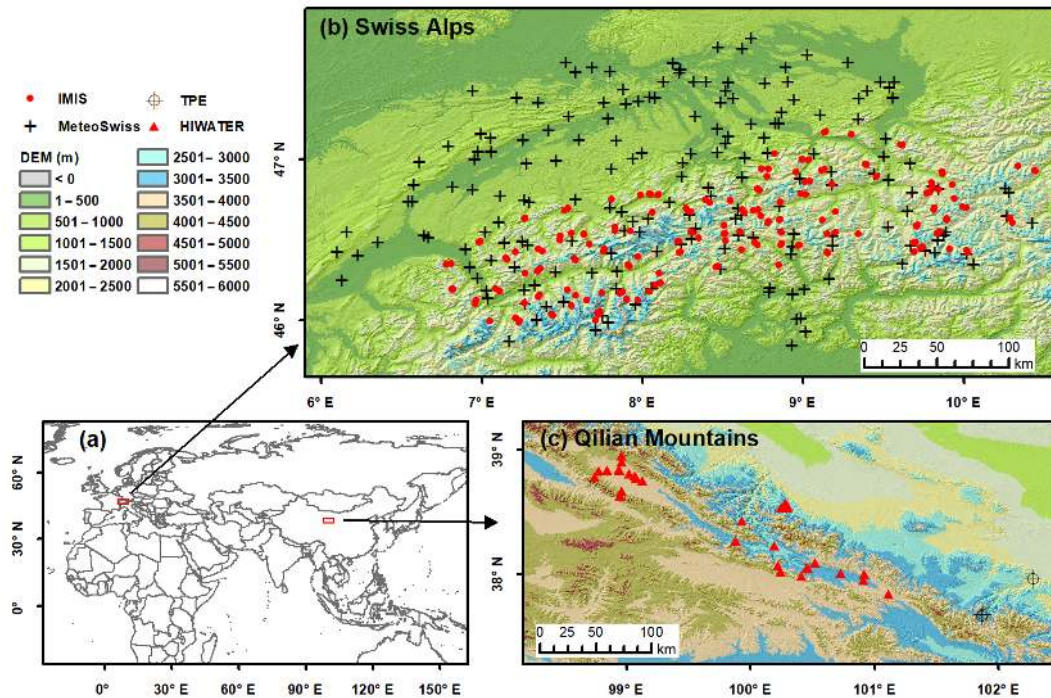 (b) Swiss Alps
IMIS
TPE
MeteoSwiss
HIWATER
DEM (m)
< 0
1 – 500
501 – 1000
1001 – 1500
1501 – 2000
2001 – 2500
2501 – 3000
3001 – 3500
3501 – 4000
4001 – 4500
4501 – 5000
5001 – 5500
5501 – 6000
47° N
46° N
0 25 50 75 100
km
6° E 7° E 8° E 9° E 10° E
(a)
60° N
30° N
0°
0° 30° E 60° E 90° E 120° E 150° E
(c) Qilian Mountains
39° N
38° N
0 25 50 75 100
km
99° E 100° E 101° E 102° E